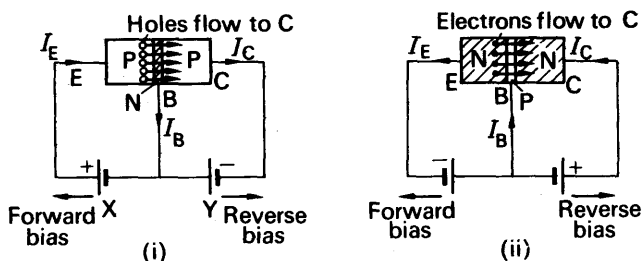 Holes flow to C
I_E I_C
P P
E C
N B
I_B
+ −
X Y
Forward bias
Reverse bias
(i)
Electrons flow to C
I_E I_C
N N
E C
B P
I_B
− +
Forward bias
Reverse bias
(ii)